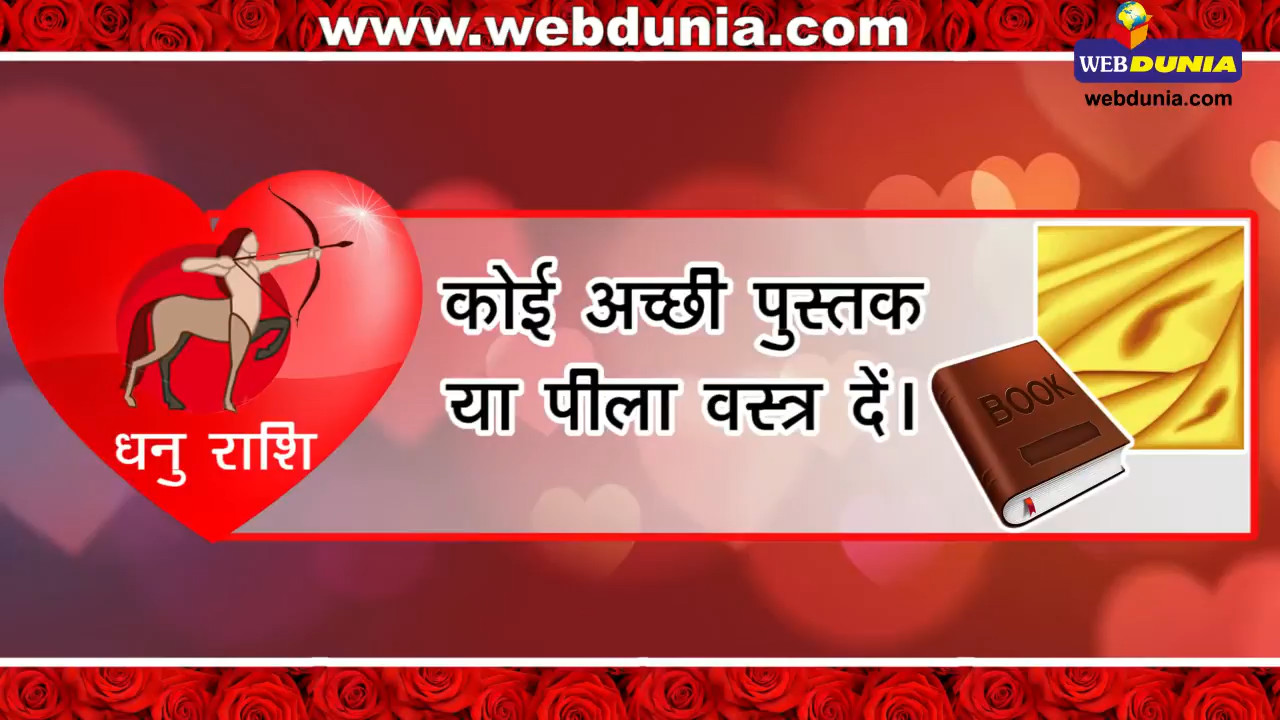 www.webdunia.com
WEBDUNIA
webdunia.com
कोई अच्छी पुस्तक
या पीला वस्त्र दें।
BOOK
धनु राशि